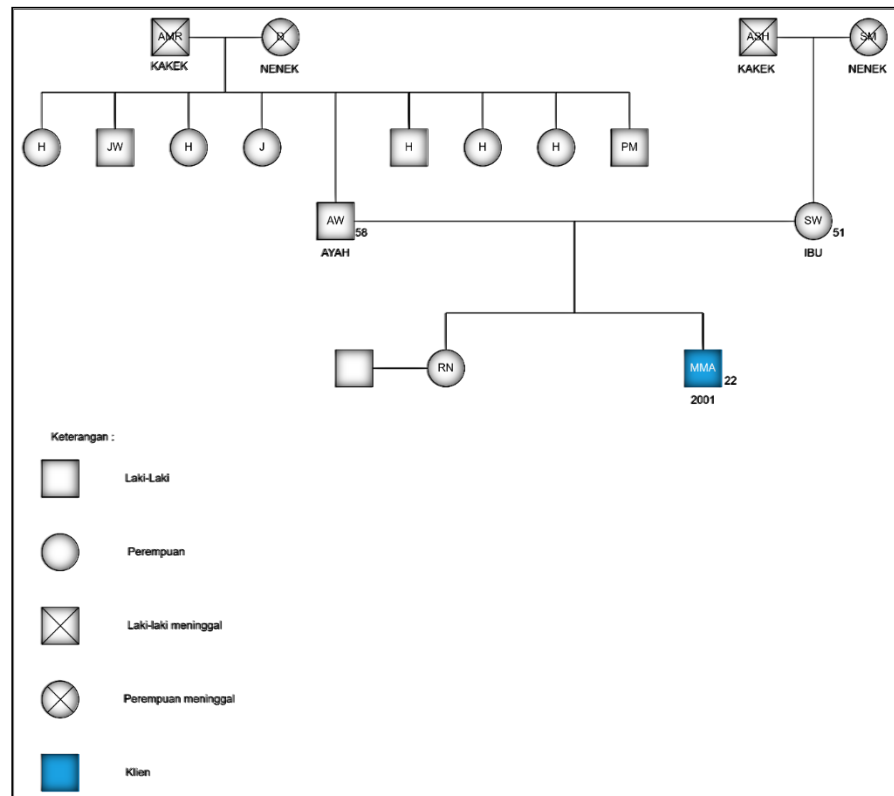 AMR
D
ASH
SM
KAKEK
NENEK
KAKEK
NENEK
H
JW
H
J
H
H
H
PM
AW
58
SW
51
AYAH
IBU
RN
MMA
22
2001
Keterangan :
Laki-Laki
Perempuan
Laki-laki meninggal
Perempuan meninggal
Klien